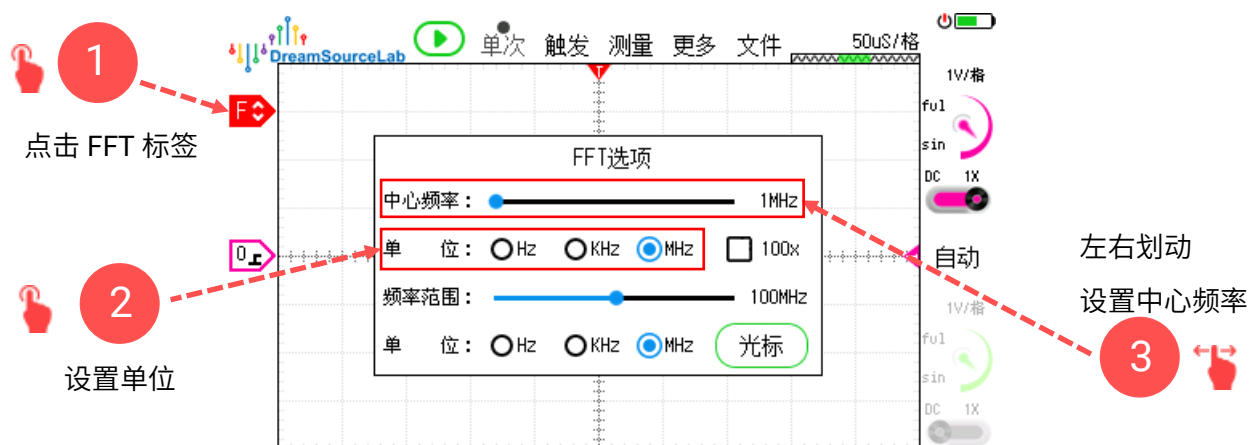 DreamSourceLab 单次 触发 测量 更多 文件 50uS/格
1
点击 FFT 标签
F
T
1V/格
ful
sin
DC 1X
FFT选项
中心频率： 1MHz
0
单 位： Hz KHz MHz 100x
自动
左右划动
设置中心频率
2
设置单位
频率范围： 100MHz
1V/格
单 位： Hz KHz MHz 光标
ful
sin
3
DC 1X